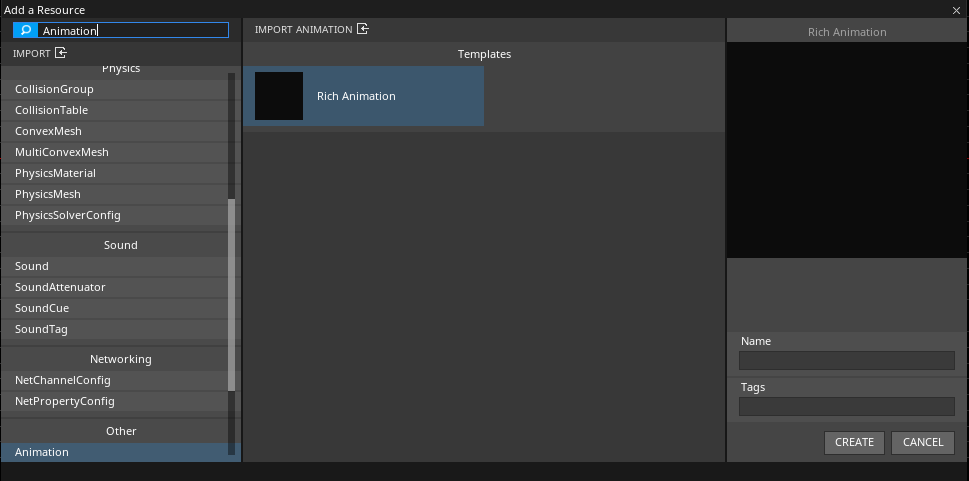 Add a Resource
Animation
IMPORT
Physics
CollisionGroup
CollisionTable
ConvexMesh
MultiConvexMesh
PhysicsMaterial
PhysicsMesh
PhysicsSolverConfig
Sound
Sound
SoundAttenuator
SoundCue
SoundTag
Networking
NetChannelConfig
NetPropertyConfig
Other
Animation
IMPORT ANIMATION
Templates
Rich Animation
Rich Animation
Name
Tags
CREATE CANCEL